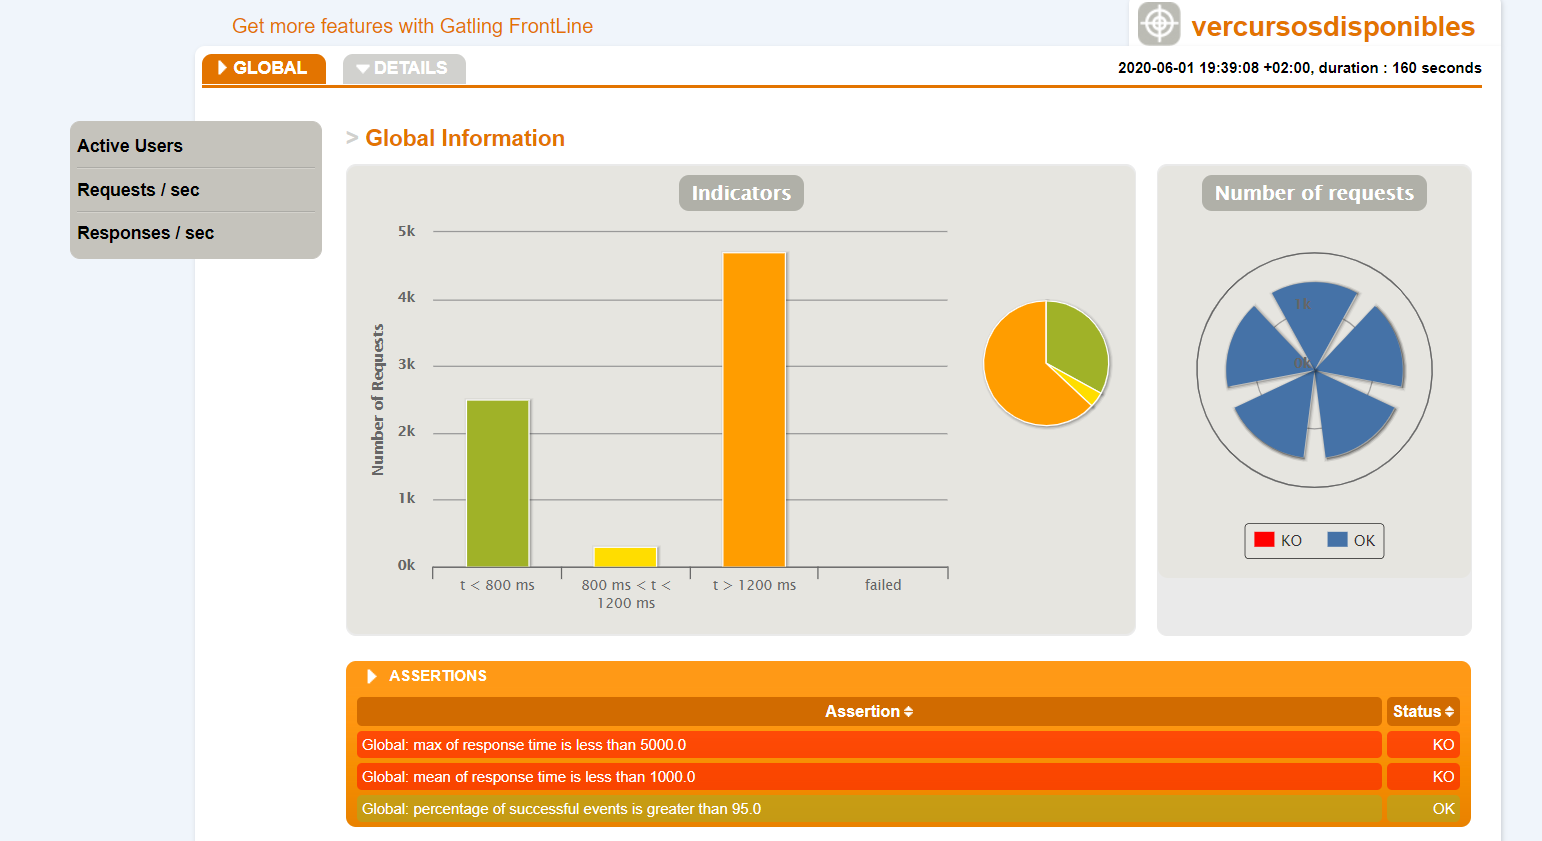 Get more features with Gatling FrontLine
vercursosdisponibles
GLOBAL
DETAILS
2020-06-01 19:39:08 +02:00, duration : 160 seconds
Active Users
Requests / sec
Responses / sec
> Global Information
Indicators
Number of Requests
5k
4k
3k
2k
1k
0k
t < 800 ms
800 ms < t <
1200 ms
t > 1200 ms
failed
Number of requests
1k
0k
KO
OK
ASSERTIONS
Assertion
Status
Global: max of response time is less than 5000.0
KO
Global: mean of response time is less than 1000.0
KO
Global: percentage of successful events is greater than 95.0
OK